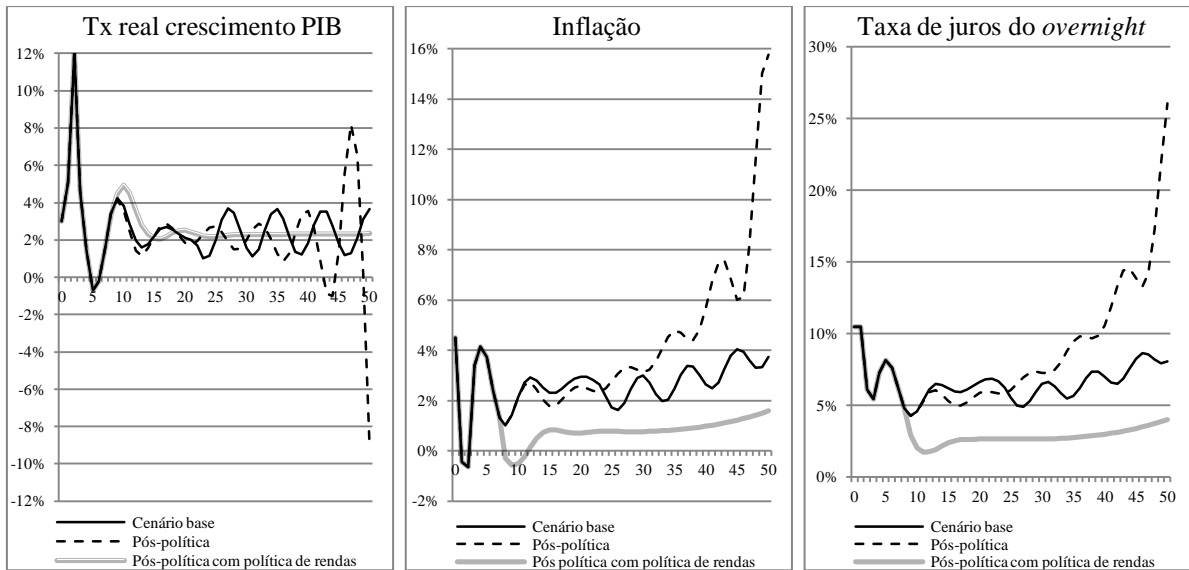 Tx real crescimento PIB
12%
10%
8%
6%
4%
2%
0%
-2%
-4%
-6%
-8%
-10%
-12%
0 5 10 15 20 25 30 35 40 45 50
Cenário base
Pós-política
Pós-política com política de rendas
Inflação
16%
14%
12%
10%
8%
6%
4%
2%
0%
-2%
0 5 10 15 20 25 30 35 40 45 50
Cenário base
Pós-política
Pós política com política de rendas
Taxa de juros do overnight
30%
25%
20%
15%
10%
5%
0%
0 5 10 15 20 25 30 35 40 45 50
Cenário base
Pós-política
Pós-política com política de rendas